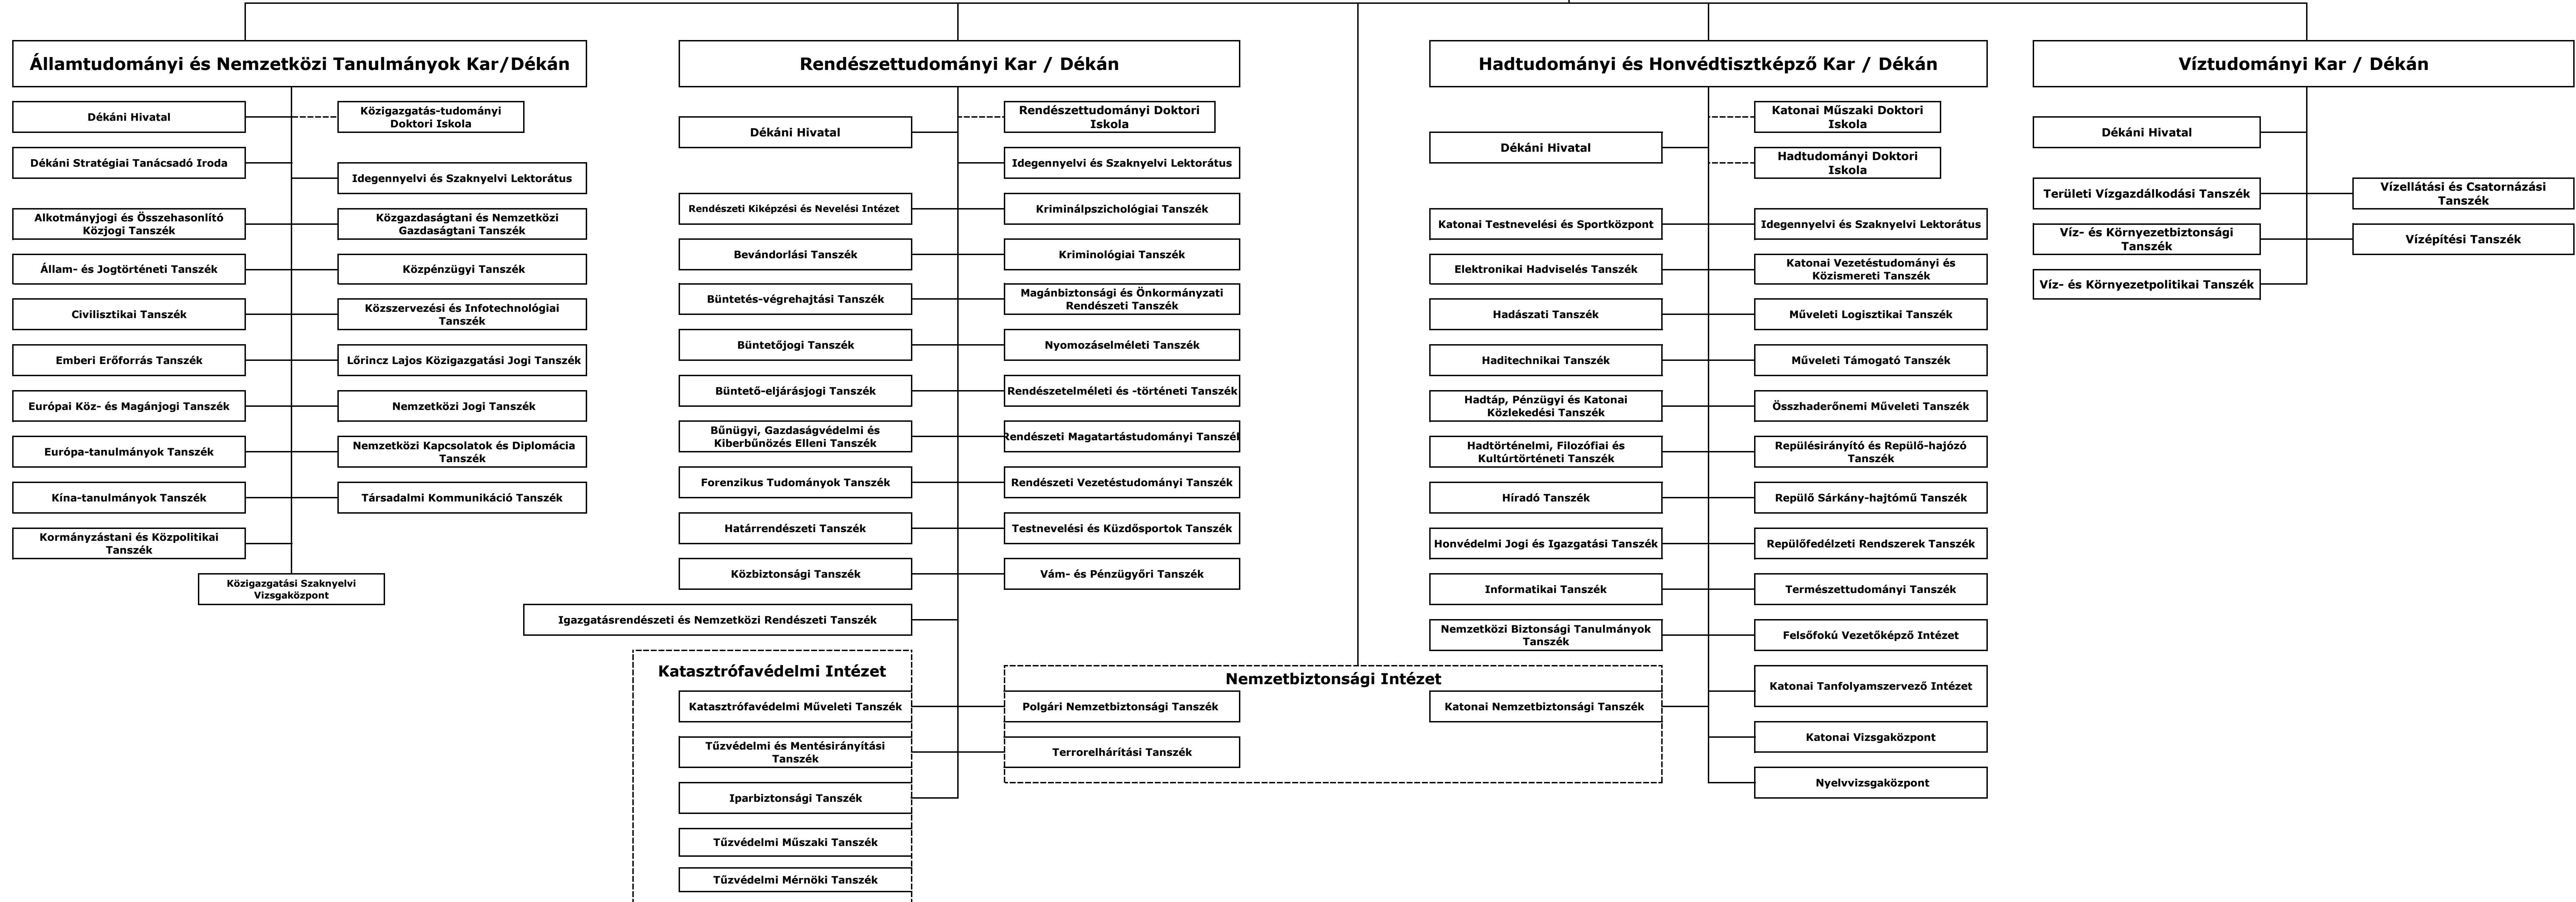 Államtudományi és Nemzetközi Tanulmányok Kar/Dékán
Dékáni Hivatal
Közigazgatás-tudományi
Doktori Iskola
Dékáni Stratégiai Tanácsadó Iroda
Idegennyelvi és Szaknyelvi Lektorátus
Alkotmányjogi és Összehasonlító
Közjogi Tanszék
Közgazdaságtani és Nemzetközi
Gazdaságtani Tanszék
Állam- és Jogtörténeti Tanszék
Közpénzügyi Tanszék
Civilisztikai Tanszék
Közszervezési és Infotechnológiai
Tanszék
Emberi Erőforrás Tanszék
Lőrincz Lajos Közigazgatási Jogi Tanszék
Európai Köz- és Magánjogi Tanszék
Nemzetközi Jogi Tanszék
Európa-tanulmányok Tanszék
Nemzetközi Kapcsolatok és Diplomácia
Tanszék
Kína-tanulmányok Tanszék
Társadalmi Kommunikáció Tanszék
Kormányzástani és Közpolitikai
Tanszék
Közigazgatási Szaknyelvi
Vizsgaközpont
Rendészettudományi Kar / Dékán
Rendészettudományi Doktori
Iskola
Dékáni Hivatal
Idegennyelvi és Szaknyelvi Lektorátus
Rendészeti Kiképzési és Nevelési Intézet
Kriminálpszichológiai Tanszék
Bevándorlási Tanszék
Kriminológiai Tanszék
Büntetés-végrehajtási Tanszék
Magánbiztonsági és Önkormányzati
Rendészeti Tanszék
Büntetőjogi Tanszék
Nyomozáselméleti Tanszék
Büntető-eljárásjogi Tanszék
Rendészetelméleti és -történeti Tanszék
Bűnügyi, Gazdaságvédelmi és
Kiberbűnözés Elleni Tanszék
Rendészeti Magatartástudományi Tanszék
Forenzikus Tudományok Tanszék
Rendészeti Vezetéstudományi Tanszék
Határrendészeti Tanszék
Testnevelési és Küzdősportok Tanszék
Közbiztonsági Tanszék
Vám- és Pénzügyőri Tanszék
Igazgatásrendészeti és Nemzetközi Rendészeti Tanszék
Katasztrófavédelmi Intézet
Katasztrófavédelmi Műveleti Tanszék
Tűzvédelmi és Mentésirányítási
Tanszék
Iparbiztonsági Tanszék
Tűzvédelmi Műszaki Tanszék
Tűzvédelmi Mérnöki Tanszék
Nemzetbiztonsági Intézet
Polgári Nemzetbiztonsági Tanszék
Katonai Nemzetbiztonsági Tanszék
Terrorelhárítási Tanszék
Hadtudományi és Honvédtisztképző Kar / Dékán
Katonai Műszaki Doktori
Iskola
Dékáni Hivatal
Hadtudományi Doktori
Iskola
Katonai Testnevelési és Sportközpont
Idegennyelvi és Szaknyelvi Lektorátus
Elektronikai Hadviselés Tanszék
Katonai Vezetéstudományi és
Közismereti Tanszék
Hadászati Tanszék
Műveleti Logisztikai Tanszék
Haditechnikai Tanszék
Műveleti Támogató Tanszék
Hadtáp, Pénzügyi és Katonai
Közlekedési Tanszék
Összhaderőnemi Műveleti Tanszék
Hadtörténelmi, Filozófiai és
Kultúrtörténeti Tanszék
Repülésirányító és Repülő-hajózó
Tanszék
Híradó Tanszék
Repülő Sárkány-hajtómű Tanszék
Honvédelmi Jogi és Igazgatási Tanszék
Repülőfedélzeti Rendszerek Tanszék
Informatikai Tanszék
Természettudományi Tanszék
Nemzetközi Biztonsági Tanulmányok
Tanszék
Felsőfokú Vezetőképző Intézet
Katonai Tanfolyamszervező Intézet
Katonai Vizsgaközpont
Nyelvvizsgaközpont
Víztudományi Kar / Dékán
Dékáni Hivatal
Területi Vízgazdálkodási Tanszék
Vízellátási és Csatornázási
Tanszék
Víz- és Környezetbiztonsági
Tanszék
Vízépítési Tanszék
Víz- és Környezetpolitikai Tanszék